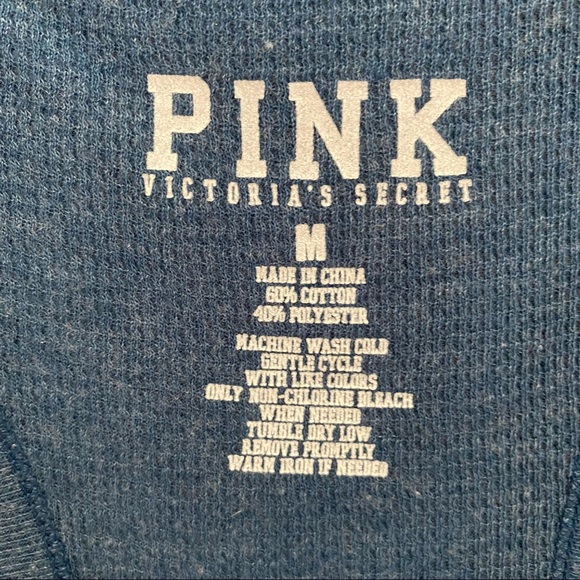 PINK
VICTORIA'S SECRET
M
MADE IN CHINA
60% COTTON
40% POLYESTER
MACHINE WASH COLD
GENTLE CYCLE
WITH LIKE COLORS
ONLY NON-CHLORINE BLEACH
WHEN NEEDED
TUMBLE DRY LOW
REMOVE PROMPTLY
WARM IRON IF NEEDED